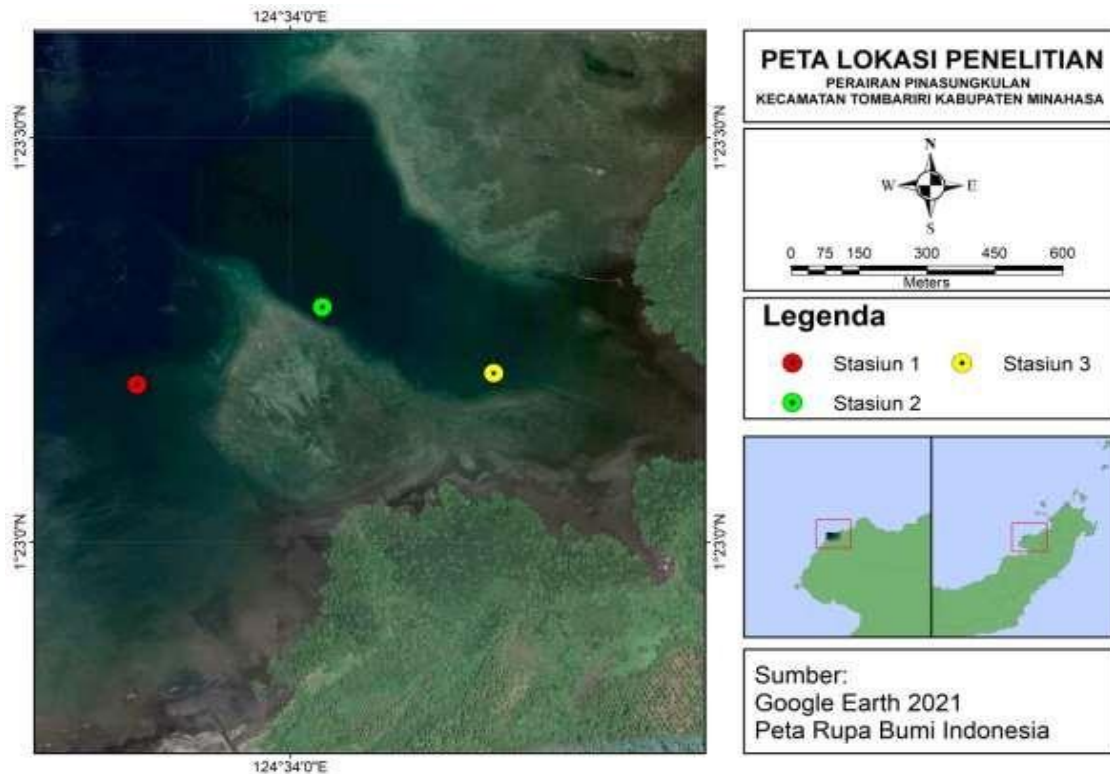 124°34'0"E
1°23'30"N
1°23'30"N
1°23'0"N
1°23'0"N
124°34'0"E
PETA LOKASI PENELITIAN
PERAIRAN PINASUNGKULAN
KECAMATAN TOMBARIRI KABUPATEN MINAHASA
N
W E
S
0 75 150 300 450 600
Meters
Legenda
Stasiun 1 Stasiun 3
Stasiun 2
Sumber:
Google Earth 2021
Peta Rupa Bumi Indonesia